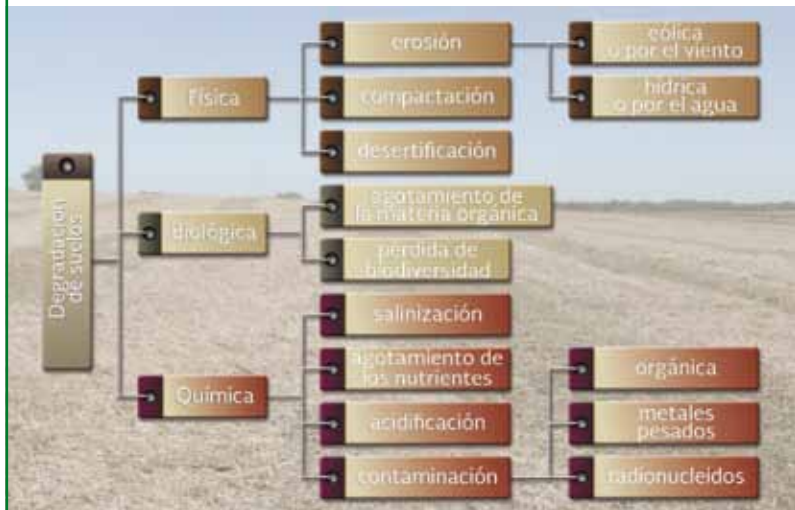 Degradación
de suelos
Física
erosión
eólica
o por el viento
hídrica
o por el agua
compactación
desertificación
Biológica
agotamiento de
la materia orgánica
pérdida de
biodiversidad
Química
salinización
agotamiento de
los nutrientes
acidificación
contaminación
orgánica
metales
pesados
radionucleídos